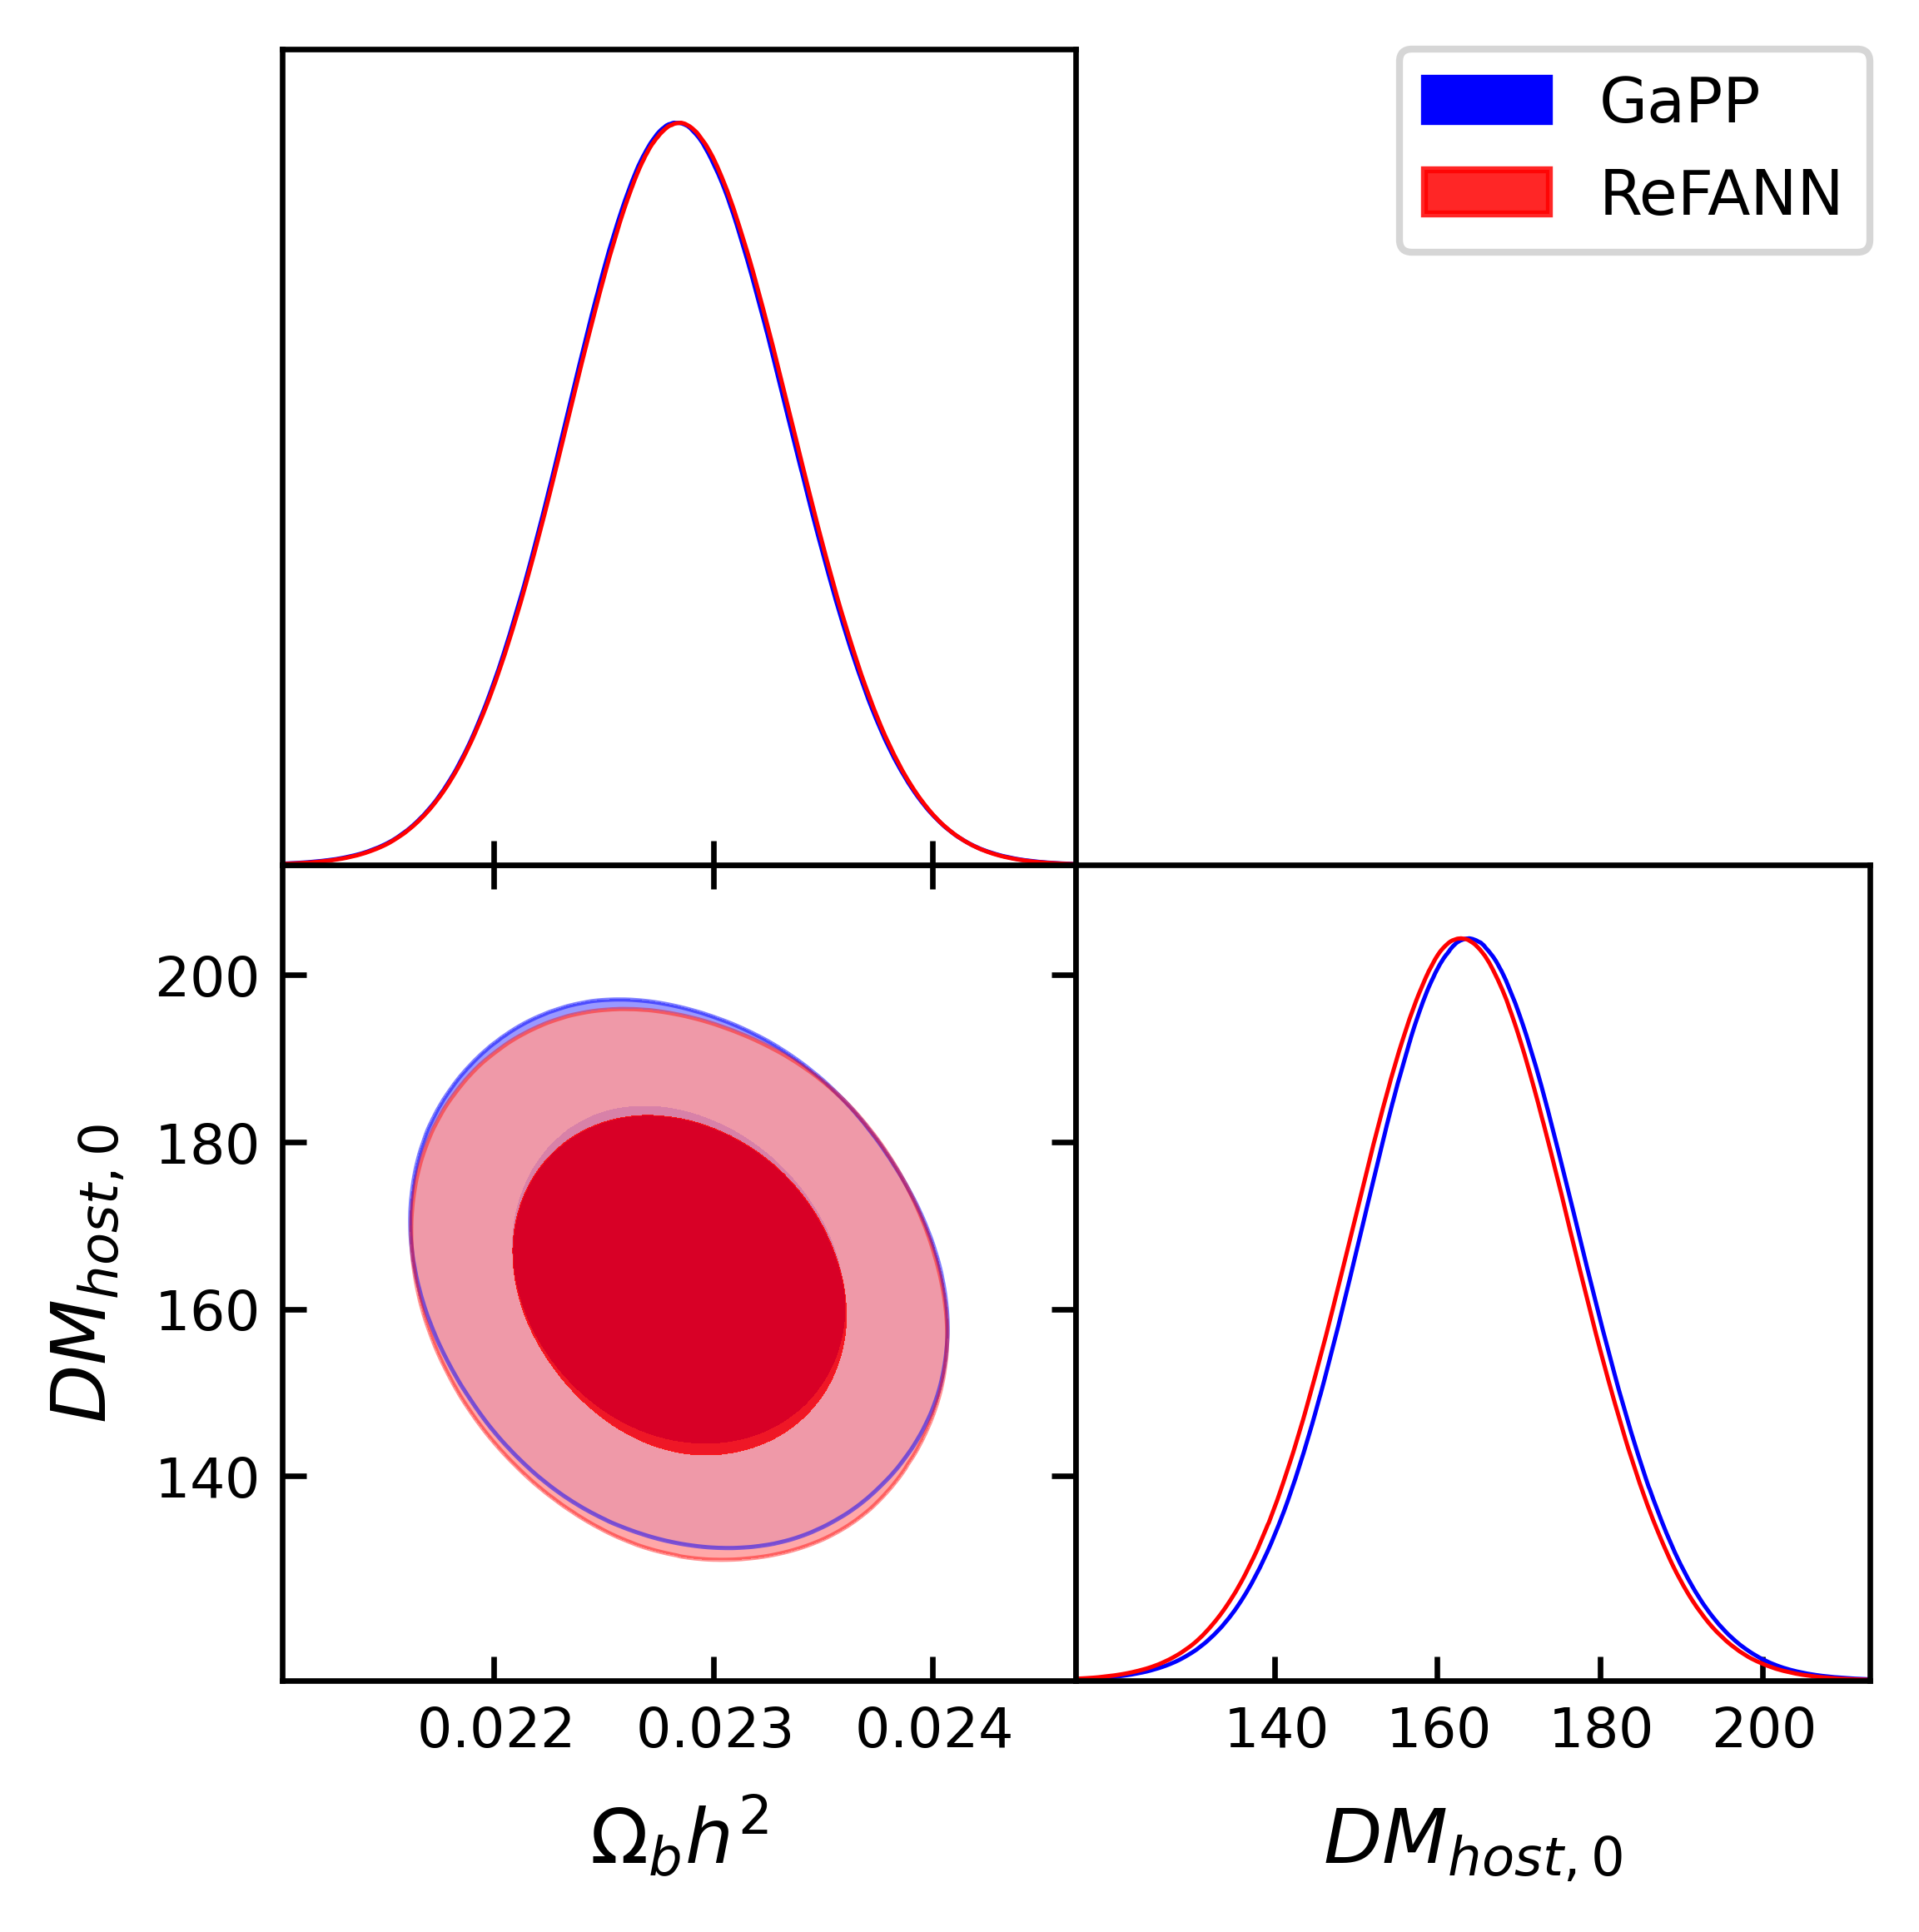 GaPP
ReFANN
200
180
160
140
DM_{host, 0}
0.022 0.023 0.024
140 160 180 200
Ω_b h^2
DM_{host, 0}